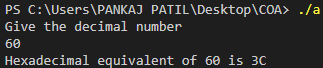 PS C:\Users\PANKAJ PATIL\Desktop\COA> ./a
Give the decimal number
60
Hexadecimal equivalent of 60 is 3C